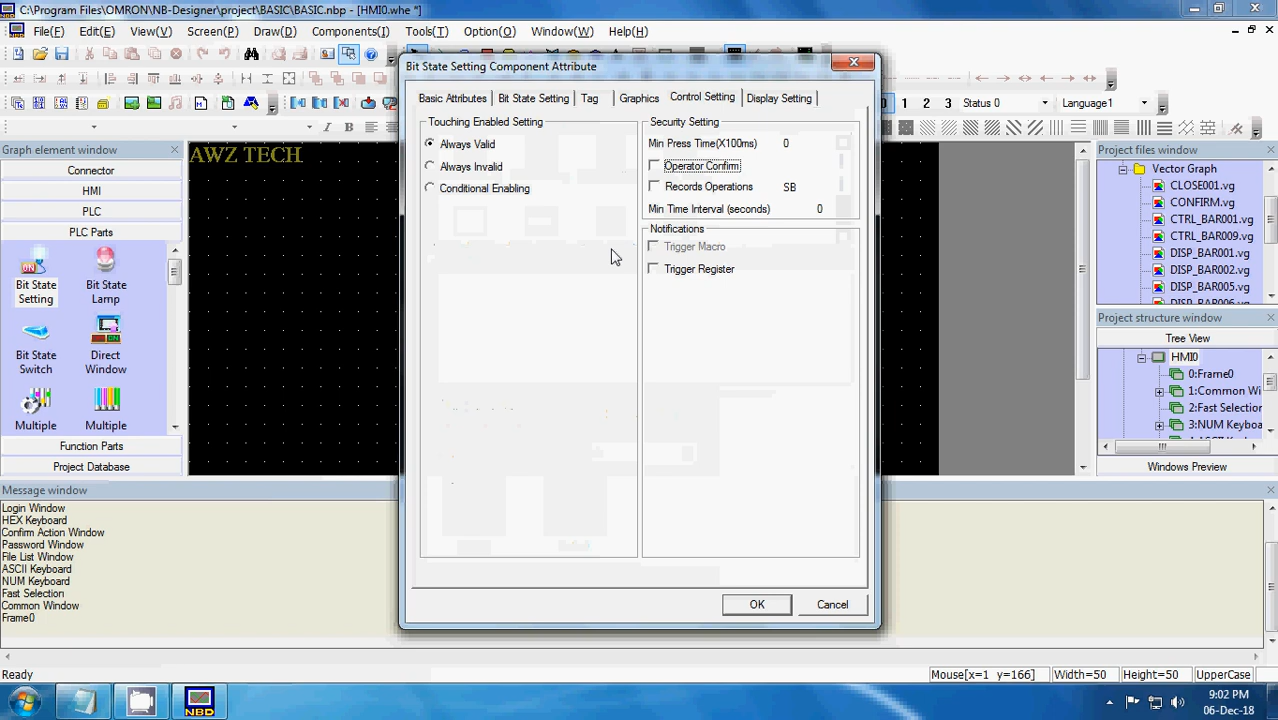 C:\Program Files\OMRON\NB-Designer\project\BASIC\BASIC.nbp - [HMI0.whe *]
File(F) Edit(E) View(V) Screen(P) Draw(D) Components(I) Tools(T) Option(O) Window(W) Help(H)
0 1 2 3 Status 0 Language1
I B
Graph element window
Connector
HMI
PLC
PLC Parts
Bit State Setting
Bit State Lamp
Bit State Switch
Direct Window
Multiple
Multiple
Function Parts
Project Database
AWZ TECH
Bit State Setting Component Attribute
Basic Attributes Bit State Setting Tag Graphics Control Setting Display Setting
Touching Enabled Setting
Always Valid
Always Invalid
Conditional Enabling
Security Setting
Min Press Time(X100ms) 0
Operator Confirm
Records Operations SB
Min Time Interval (seconds) 0
Notifications
Trigger Macro
Trigger Register
OK Cancel
Project files window
Vector Graph
CLOSE001.vg
CONFIRM.vg
CTRL_BAR001.vg
CTRL_BAR009.vg
DISP_BAR001.vg
DISP_BAR002.vg
DISP_BAR005.vg
DISP_BAR006.vg
Project structure window
Tree View
HMI0
0:Frame0
1:Common Wi
2:Fast Selection
3:NUM Keyboa
Windows Preview
Message window
Login Window
HEX Keyboard
Confirm Action Window
Password Window
File List Window
ASCII Keyboard
NUM Keyboard
Fast Selection
Common Window
Frame0
Ready Mouse[x=1 y=166] Width=50 Height=50 UpperCase
NBD
9:02 PM
06-Dec-18